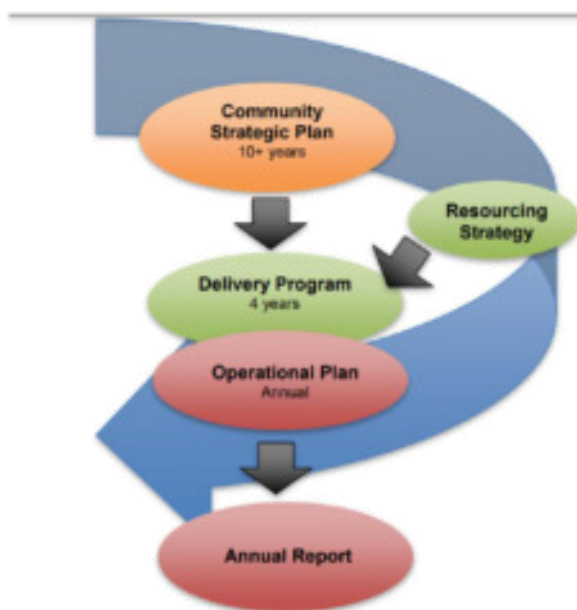 Community
Strategic Plan
10+ years
Resourcing
Strategy
Delivery Program
4 years
Operational Plan
Annual
Annual Report